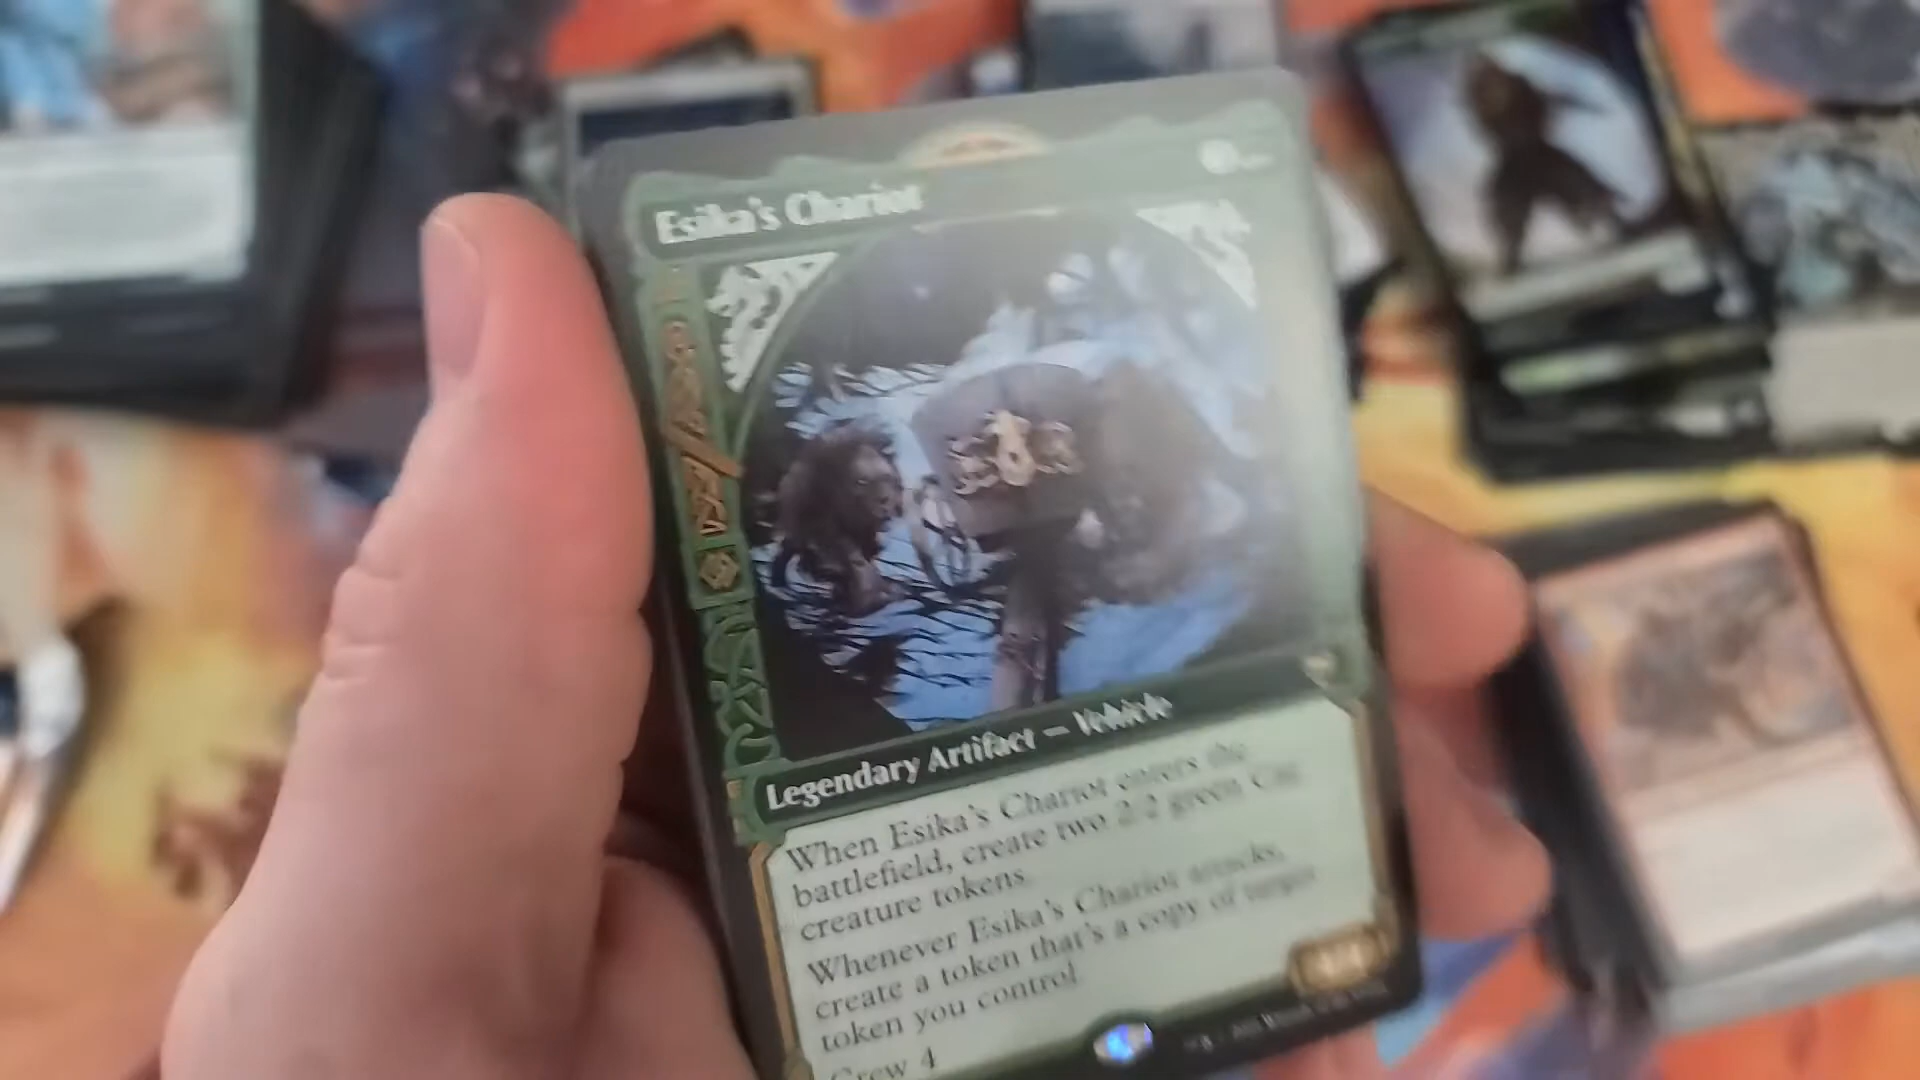 Esika's Chariot
Legendary Artifact — Vehicle
When Esika's Chariot enters the
battlefield, create two 2/2 green Cat
creature tokens.
Whenever Esika's Chariot attacks,
create a token that's a copy of target
token you control.
Crew 4